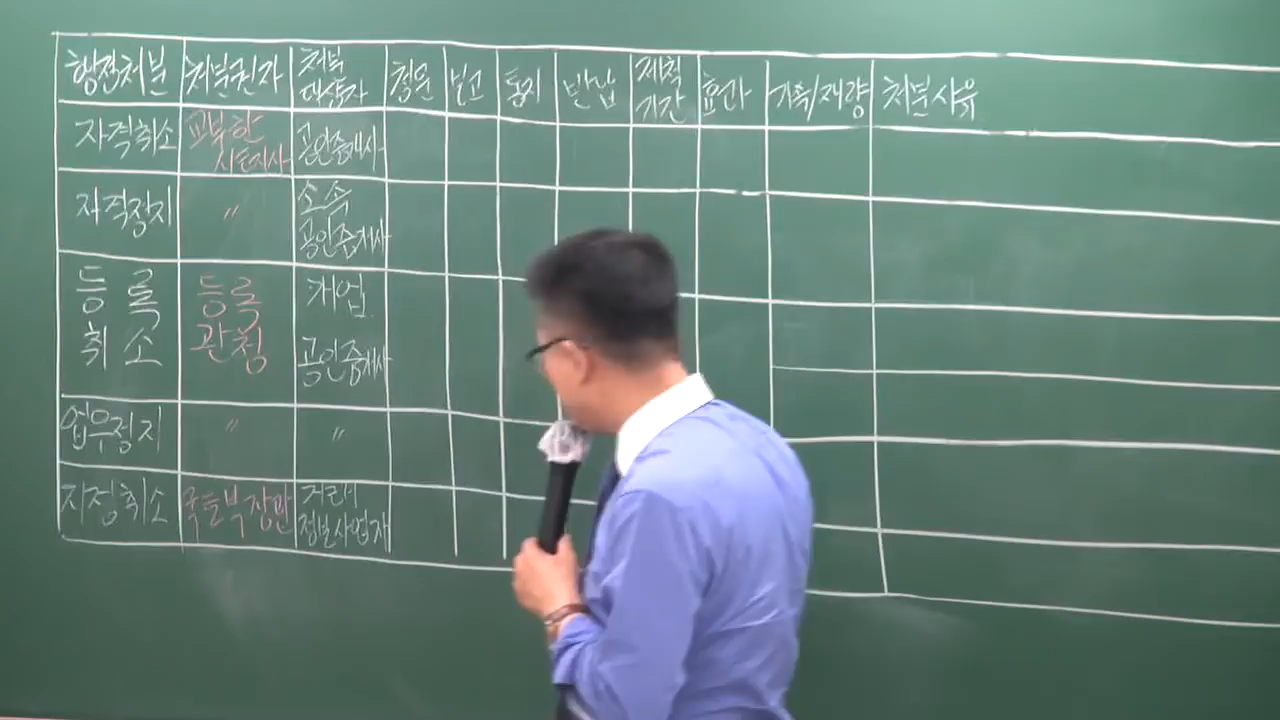 행정처분 처분권자 처분대상자 청문 보고 통지 반납 제척기간 효과 기속/재량 처분사유
자격취소 교부한 시·도지사 공인중개사
자격정지 〃 소속 공인중개사
등록취소 등록관청 개업 공인중개사
업무정지 〃 〃
지정취소 국토부장관 거래정보사업자